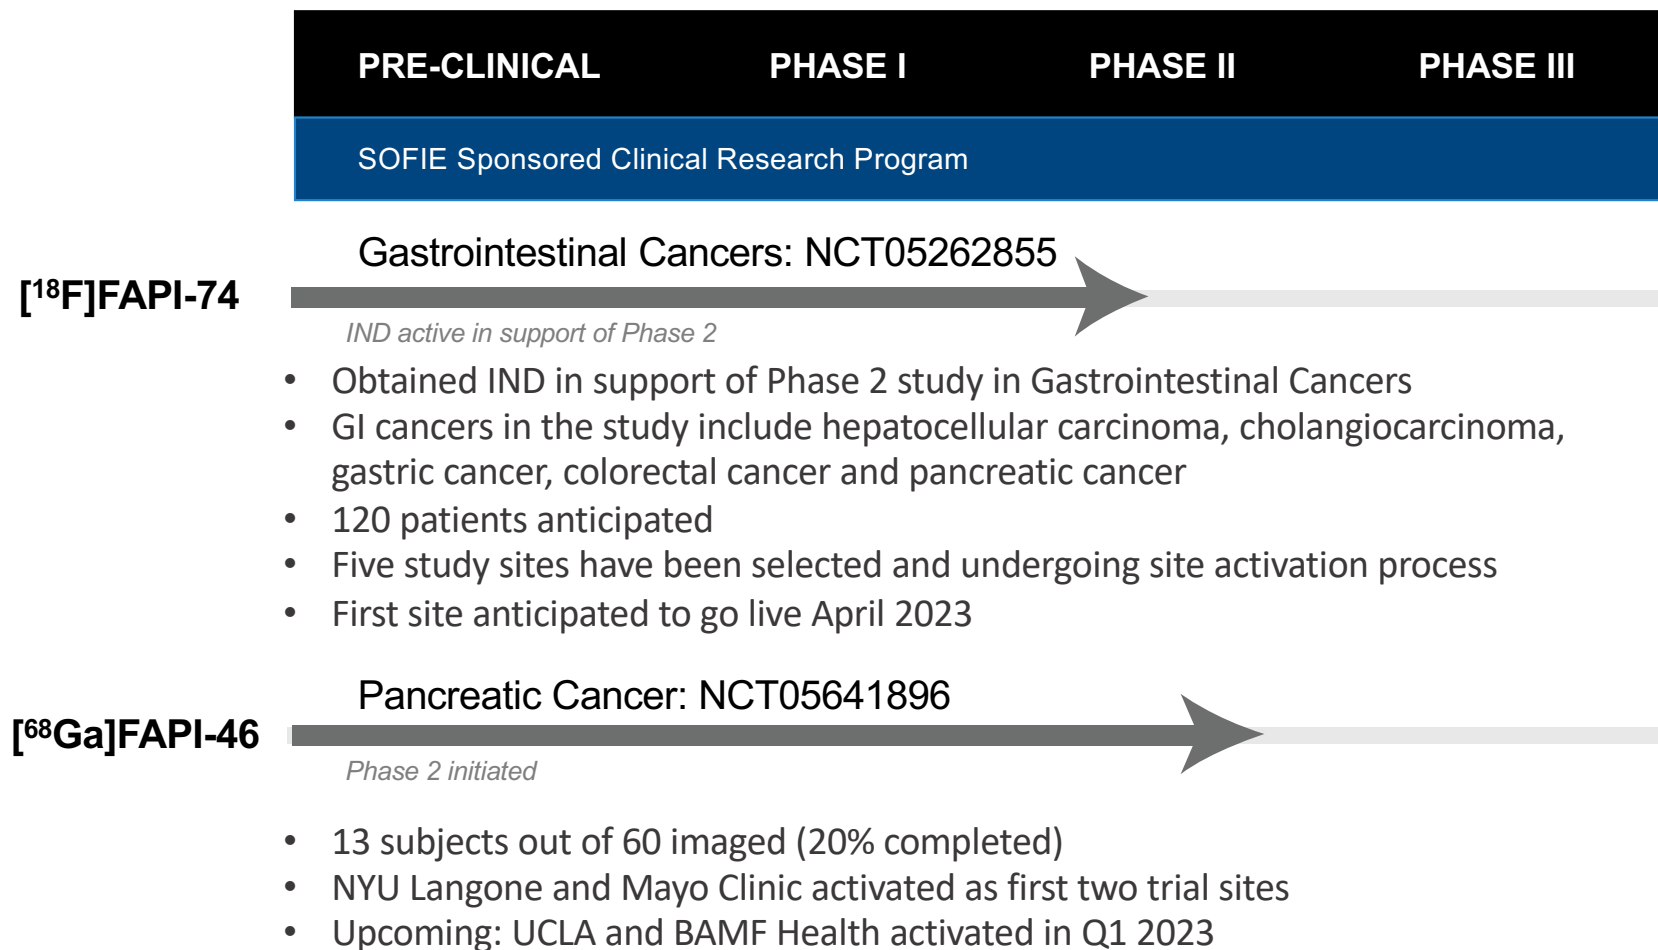 PRE-CLINICAL PHASE I PHASE II PHASE III
SOFIE Sponsored Clinical Research Program
Gastrointestinal Cancers: NCT05262855
[¹⁸F]FAPI-74
IND active in support of Phase 2
• Obtained IND in support of Phase 2 study in Gastrointestinal Cancers
• GI cancers in the study include hepatocellular carcinoma, cholangiocarcinoma,
gastric cancer, colorectal cancer and pancreatic cancer
• 120 patients anticipated
• Five study sites have been selected and undergoing site activation process
• First site anticipated to go live April 2023
Pancreatic Cancer: NCT05641896
[⁶⁸Ga]FAPI-46
Phase 2 initiated
• 13 subjects out of 60 imaged (20% completed)
• NYU Langone and Mayo Clinic activated as first two trial sites
• Upcoming: UCLA and BAMF Health activated in Q1 2023